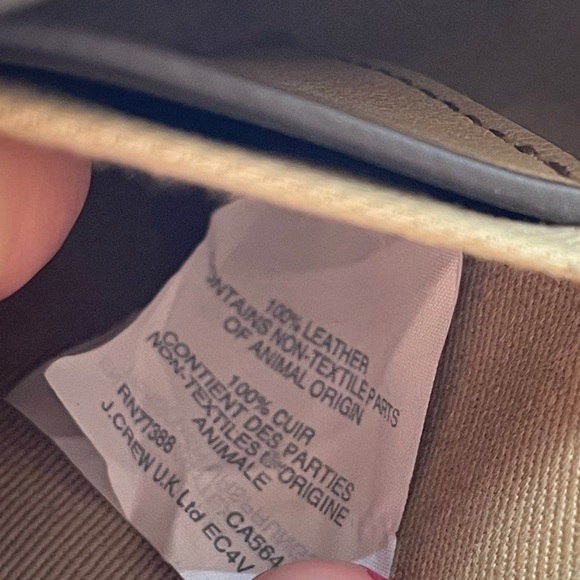 100% LEATHER
CONTAINS NON-TEXTILE PARTS
OF ANIMAL ORIGIN
100% CUIR
CONTIENT DES PARTIES
NON-TEXTILES D'ORIGINE
ANIMALE
RN77388 CA564
J.CREW U.K.Ltd EC4V